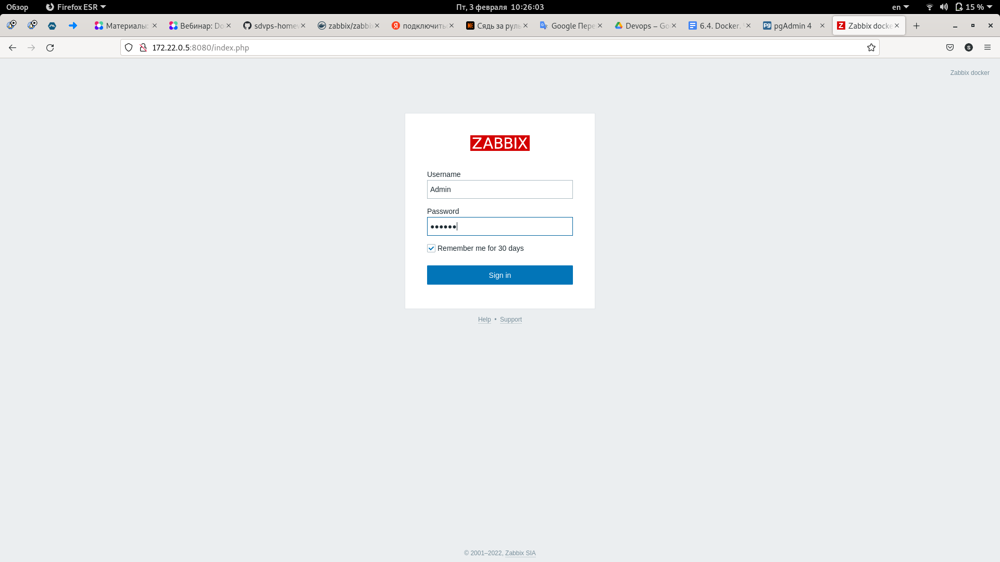 Обзор Firefox ESR Пт, 3 февраля 10:26:03 en 15 %
Материалы: Вебинар: Do sdvps-home zabbix/zabbi подключить Сядь за руль Google Пере Devops – Go 6.4. Docker. pgAdmin 4 Zabbix docke
172.22.0.5:8080/index.php S
Zabbix docker
ZABBIX
Username
Admin
Password
••••••
Remember me for 30 days
Sign in
Help • Support
© 2001–2022, Zabbix SIA